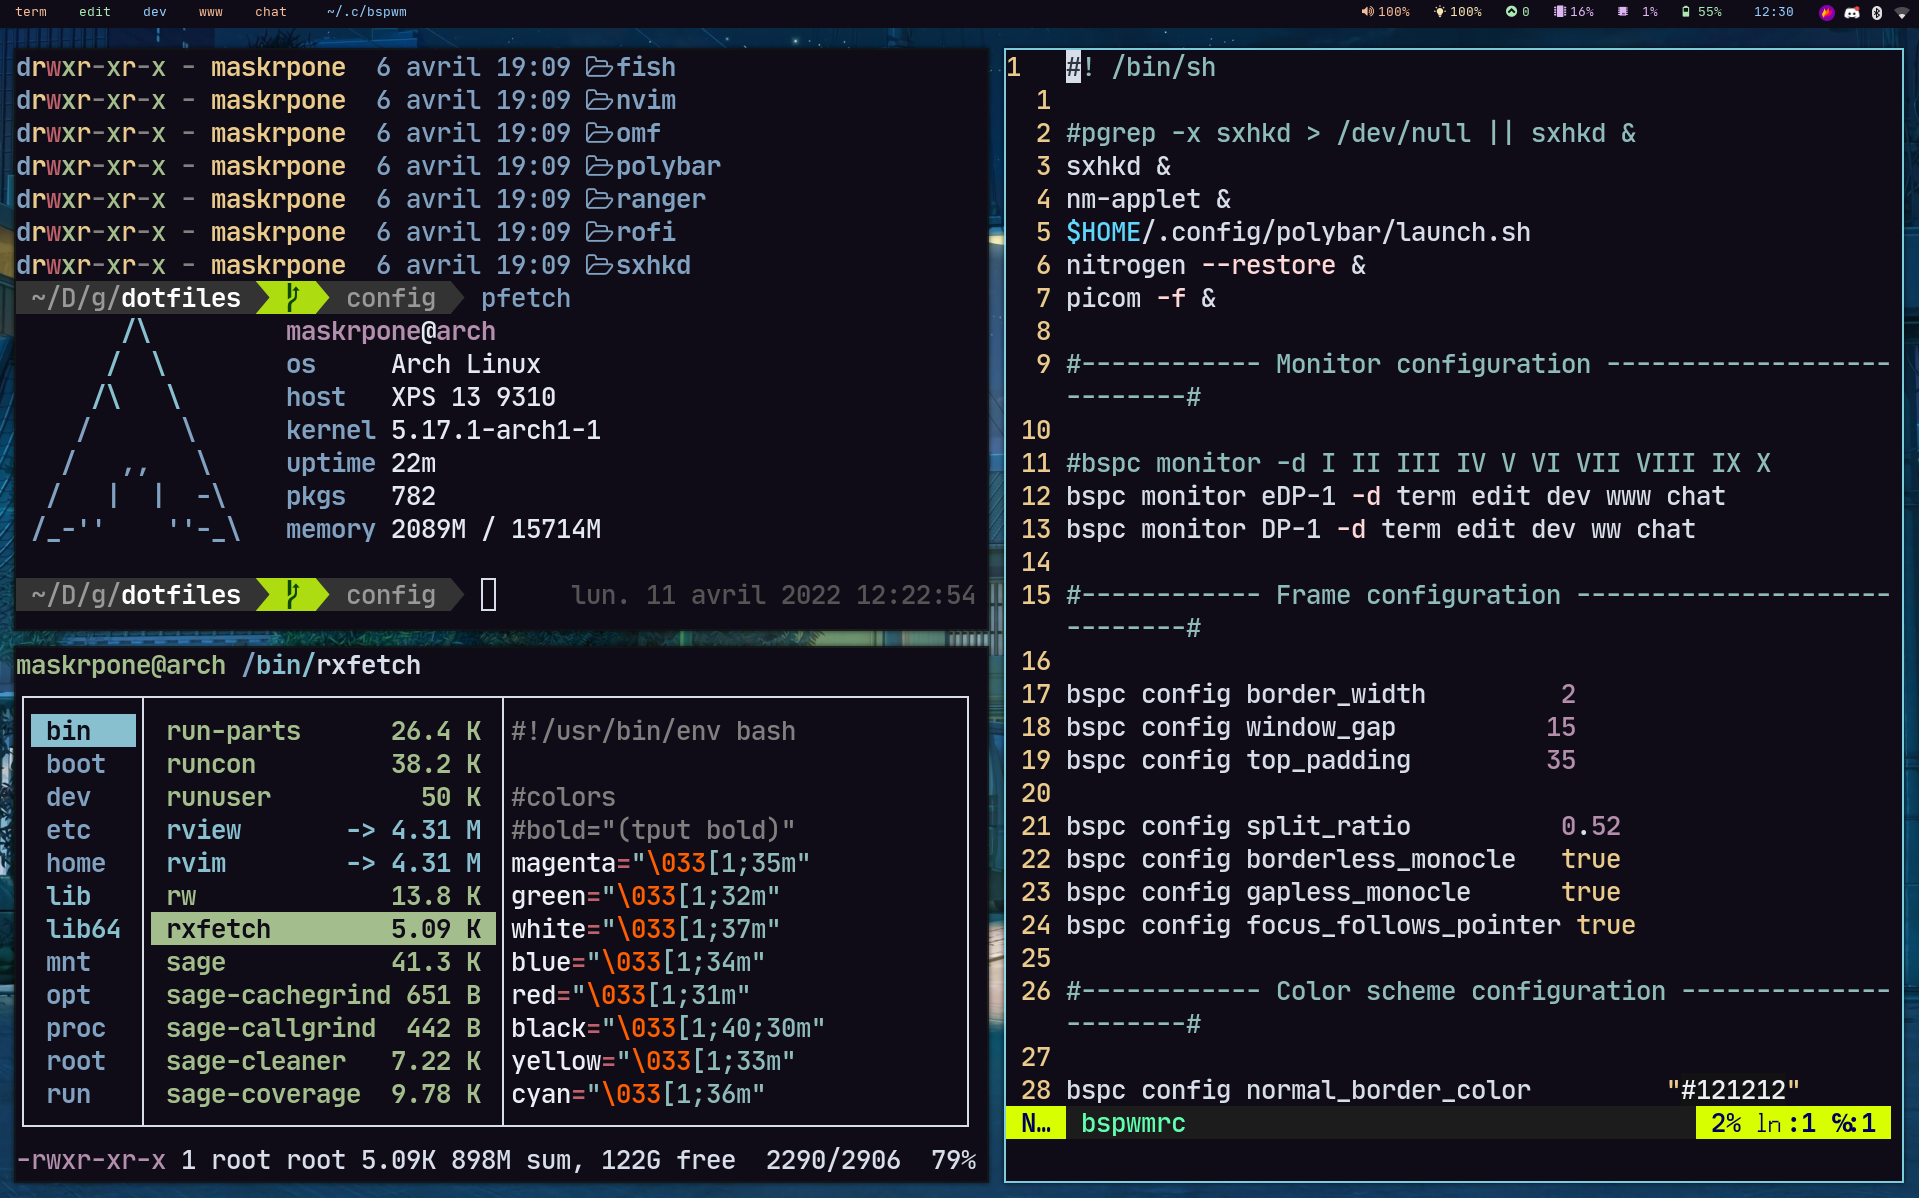 term edit dev www chat ~/.c/bspwm 100% 100% 0 16% 1% 55% 12:30
drwxr-xr-x - maskrpone 6 avril 19:09 fish
drwxr-xr-x - maskrpone 6 avril 19:09 nvim
drwxr-xr-x - maskrpone 6 avril 19:09 omf
drwxr-xr-x - maskrpone 6 avril 19:09 polybar
drwxr-xr-x - maskrpone 6 avril 19:09 ranger
drwxr-xr-x - maskrpone 6 avril 19:09 rofi
drwxr-xr-x - maskrpone 6 avril 19:09 sxhkd
~/D/g/dotfiles config pfetch
/\ maskrpone@arch
/  \ os Arch Linux
/\   \ host XPS 13 9310
/      \ kernel 5.17.1-arch1-1
/   ,,   \ uptime 22m
/   |  |  -\ pkgs 782
/_-''    ''-_\ memory 2089M / 15714M
~/D/g/dotfiles config lun. 11 avril 2022 12:22:54
maskrpone@arch /bin/rxfetch
bin run-parts 26.4 K #!/usr/bin/env bash
boot runcon 38.2 K
dev runuser 50 K #colors
etc rview -> 4.31 M #bold="(tput bold)"
home rvim -> 4.31 M magenta="\033[1;35m"
lib rw 13.8 K green="\033[1;32m"
lib64 rxfetch 5.09 K white="\033[1;37m"
mnt sage 41.3 K blue="\033[1;34m"
opt sage-cachegrind 651 B red="\033[1;31m"
proc sage-callgrind 442 B black="\033[1;40;30m"
root sage-cleaner 7.22 K yellow="\033[1;33m"
run sage-coverage 9.78 K cyan="\033[1;36m"
-rwxr-xr-x 1 root root 5.09K 898M sum, 122G free 2290/2906 79%
1 #! /bin/sh
1
2 #pgrep -x sxhkd > /dev/null || sxhkd &
3 sxhkd &
4 nm-applet &
5 $HOME/.config/polybar/launch.sh
6 nitrogen --restore &
7 picom -f &
8
9 #------------ Monitor configuration -------------------
--------#
10
11 #bspc monitor -d I II III IV V VI VII VIII IX X
12 bspc monitor eDP-1 -d term edit dev www chat
13 bspc monitor DP-1 -d term edit dev ww chat
14
15 #------------ Frame configuration ---------------------
--------#
16
17 bspc config border_width 2
18 bspc config window_gap 15
19 bspc config top_padding 35
20
21 bspc config split_ratio 0.52
22 bspc config borderless_monocle true
23 bspc config gapless_monocle true
24 bspc config focus_follows_pointer true
25
26 #------------ Color scheme configuration --------------
--------#
27
28 bspc config normal_border_color "#121212"
N… bspwmrc 2% ln:1 ℅:1